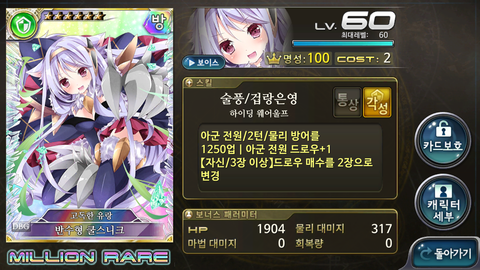 방
고독한 유랑
DBG
반수영 쿨스니크
MILLION RARE
LV. 60
최대레벨: 60
보이스
명성:100
COST: 2
스킬
술풍/겁랑은영
하이딩 웨어울프
통상
각성
아군 전원/2턴/물리 방어를
1250업ㅣ아군 전원 드로우+1
【자신/3장 이상】드로우 매수를 2장으로
변경
보너스 패러미터
HP 1904 물리 대미지 317
마법 대미지 0 회복량 0
카드보호
캐릭터
세부
돌아가기